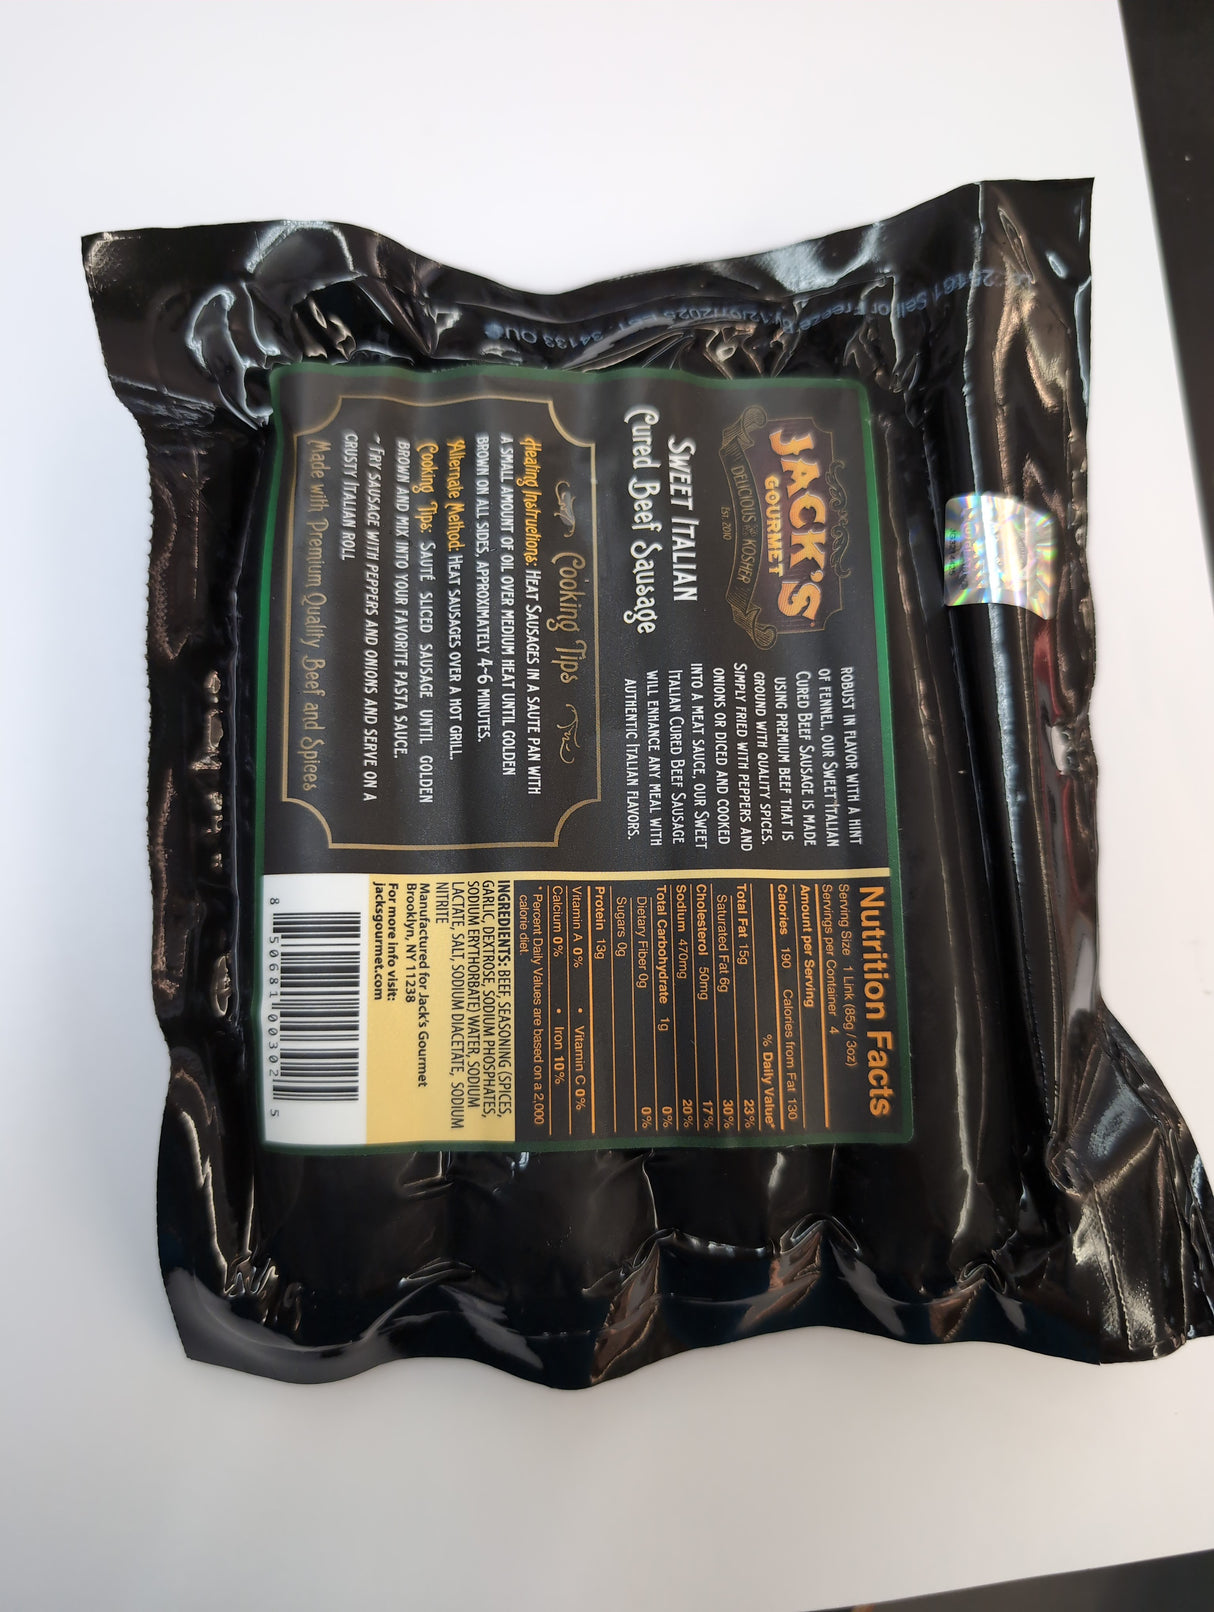 JACK'S
GOURMET
DELICIOUS KOSHER
Est. 2010
SWEET ITALIAN
Cured Beef Sausage
ROBUST IN FLAVOR WITH A HINT
OF FENNEL, OUR SWEET ITALIAN
CURED BEEF SAUSAGE IS MADE
USING PREMIUM BEEF THAT IS
GROUND WITH QUALITY SPICES.
SIMPLY FRIED WITH PEPPERS AND
ONIONS OR DICED AND COOKED
INTO A MEAT SAUCE, OUR SWEET
ITALIAN CURED BEEF SAUSAGE
WILL ENHANCE ANY MEAL WITH
AUTHENTIC ITALIAN FLAVORS.
Cooking Tips
Heating Instructions: HEAT SAUSAGES IN A SAUTE PAN WITH
A SMALL AMOUNT OF OIL OVER MEDIUM HEAT UNTIL GOLDEN
BROWN ON ALL SIDES, APPROXIMATELY 4-6 MINUTES.
Alternate Method: HEAT SAUSAGES OVER A HOT GRILL.
Cooking Tips: SAUTÉ SLICED SAUSAGE UNTIL GOLDEN
BROWN AND MIX INTO YOUR FAVORITE PASTA SAUCE.
~ FRY SAUSAGE WITH PEPPERS AND ONIONS AND SERVE ON A
CRUSTY ITALIAN ROLL
Made with Premium Quality Beef and Spices
Nutrition Facts
Serving Size 1 Link (85g / 3oz)
Servings per Container 4
Amount per Serving
Calories 190 Calories from Fat 130
% Daily Value*
Total Fat 15g 23%
Saturated Fat 6g 30%
Cholesterol 50mg 17%
Sodium 470mg 20%
Total Carbohydrate 1g 0%
Dietary Fiber 0g 0%
Sugars 0g
Protein 13g
Vitamin A 0% • Vitamin C 0%
Calcium 0% • Iron 10%
* Percent Daily Values are based on a 2,000
calorie diet.
INGREDIENTS: BEEF, SEASONING (SPICES,
GARLIC, DEXTROSE, SODIUM PHOSPHATES,
SODIUM ERYTHORBATE) WATER, SODIUM
LACTATE, SALT, SODIUM DIACETATE, SODIUM
NITRITE
Manufactured for Jack's Gourmet
Brooklyn, NY 11238
For more info visit:
jacksgourmet.com
8 50681 00302 5
Sell or Freeze By 34133